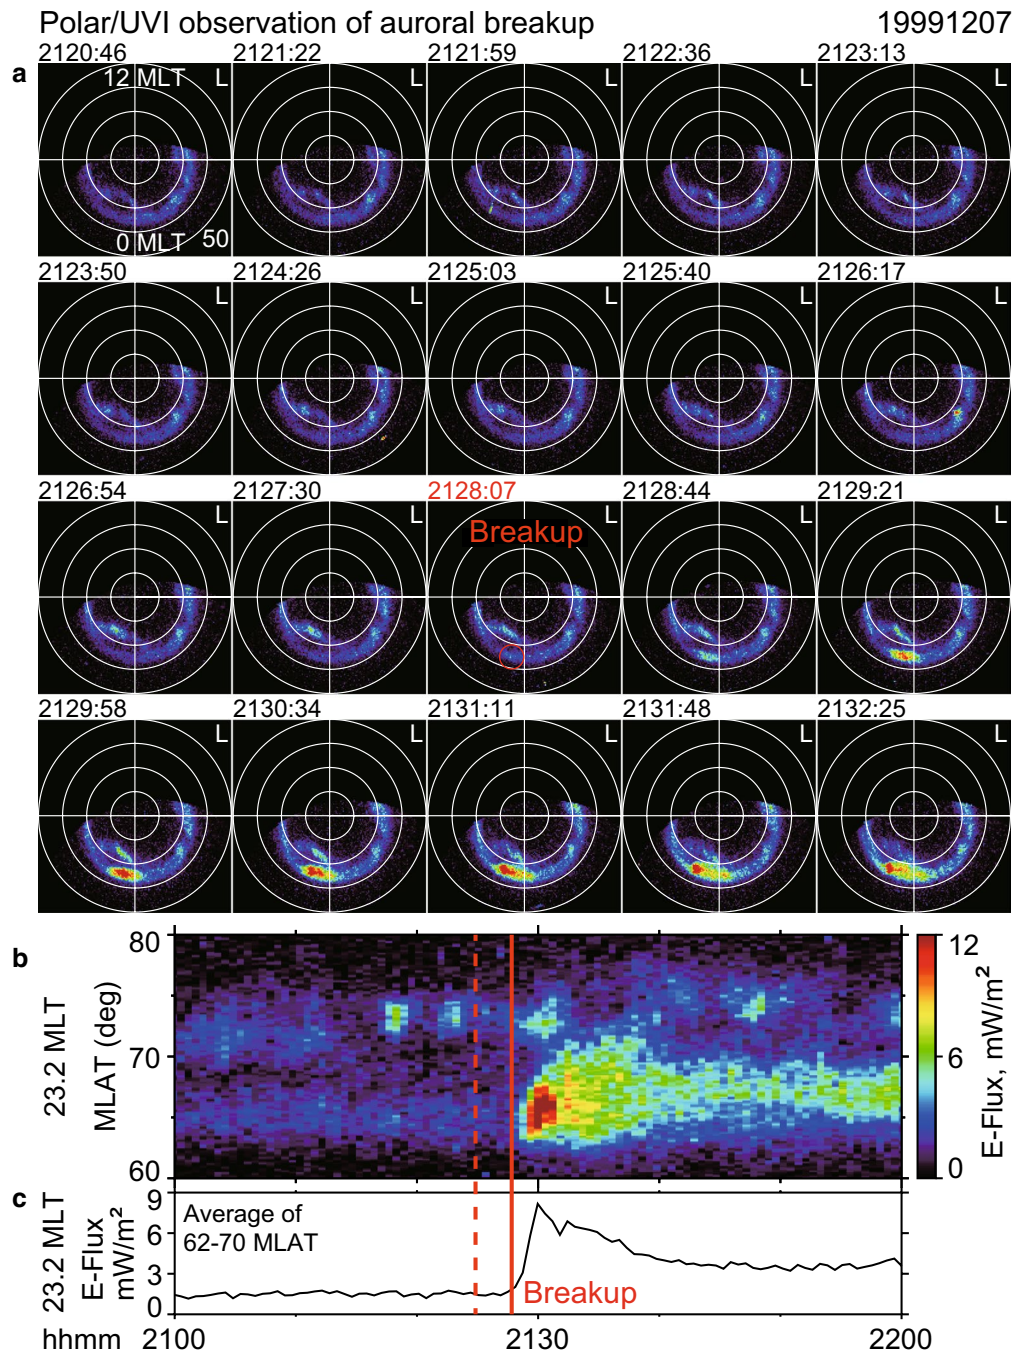 Polar/UVI observation of auroral breakup 19991207
a
2120:46 2121:22 2121:59 2122:36 2123:13
12 MLT L L L L L
0 MLT 50
2123:50 2124:26 2125:03 2125:40 2126:17
L L L L L
2126:54 2127:30 2128:07 2128:44 2129:21
L L L L
Breakup
2129:58 2130:34 2131:11 2131:48 2132:25
L L L L L
b
23.2 MLT
MLAT (deg)
80
70
60
12
6
0
E-Flux, mW/m²
c
23.2 MLT
E-Flux
mW/m²
9
6
3
0
Average of
62-70 MLAT
Breakup
hhmm 2100 2130 2200